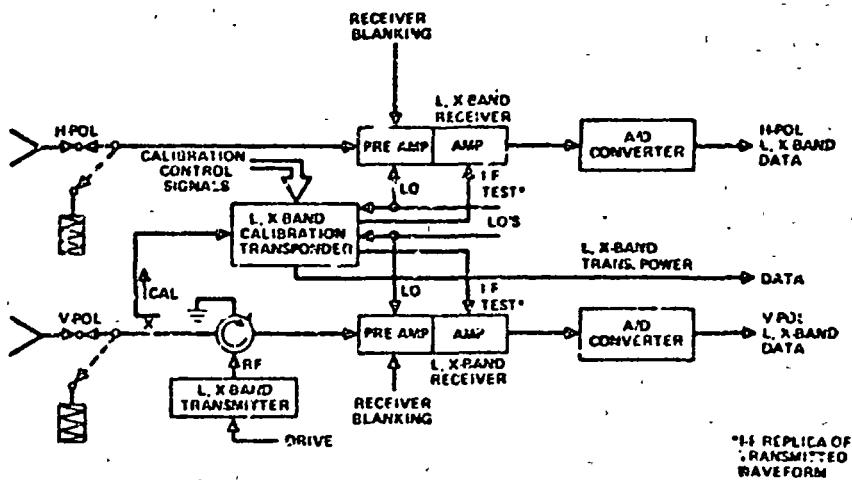 RECEIVER
BLANKING
L, X-BAND
RECEIVER
H-POL
PRE AMP
AMP
A/D
CONVERTER
H-POL
L, X BAND
DATA
CALIBRATION
CONTROL
SIGNALS
LO
I F
TEST*
L, X BAND
CALIBRATION
TRANSPONDER
LO'S
L, X-BAND
TRANS. POWER
DATA
CAL
LO
I F
TEST*
V-POL
PRE AMP
AMP
A/D
CONVERTER
V-POL
L, X-BAND
DATA
RF
L, X-BAND
RECEIVER
L, X BAND
TRANSMITTER
RECEIVER
BLANKING
DRIVE
*I-F REPLICA OF
TRANSMITTED
WAVEFORM